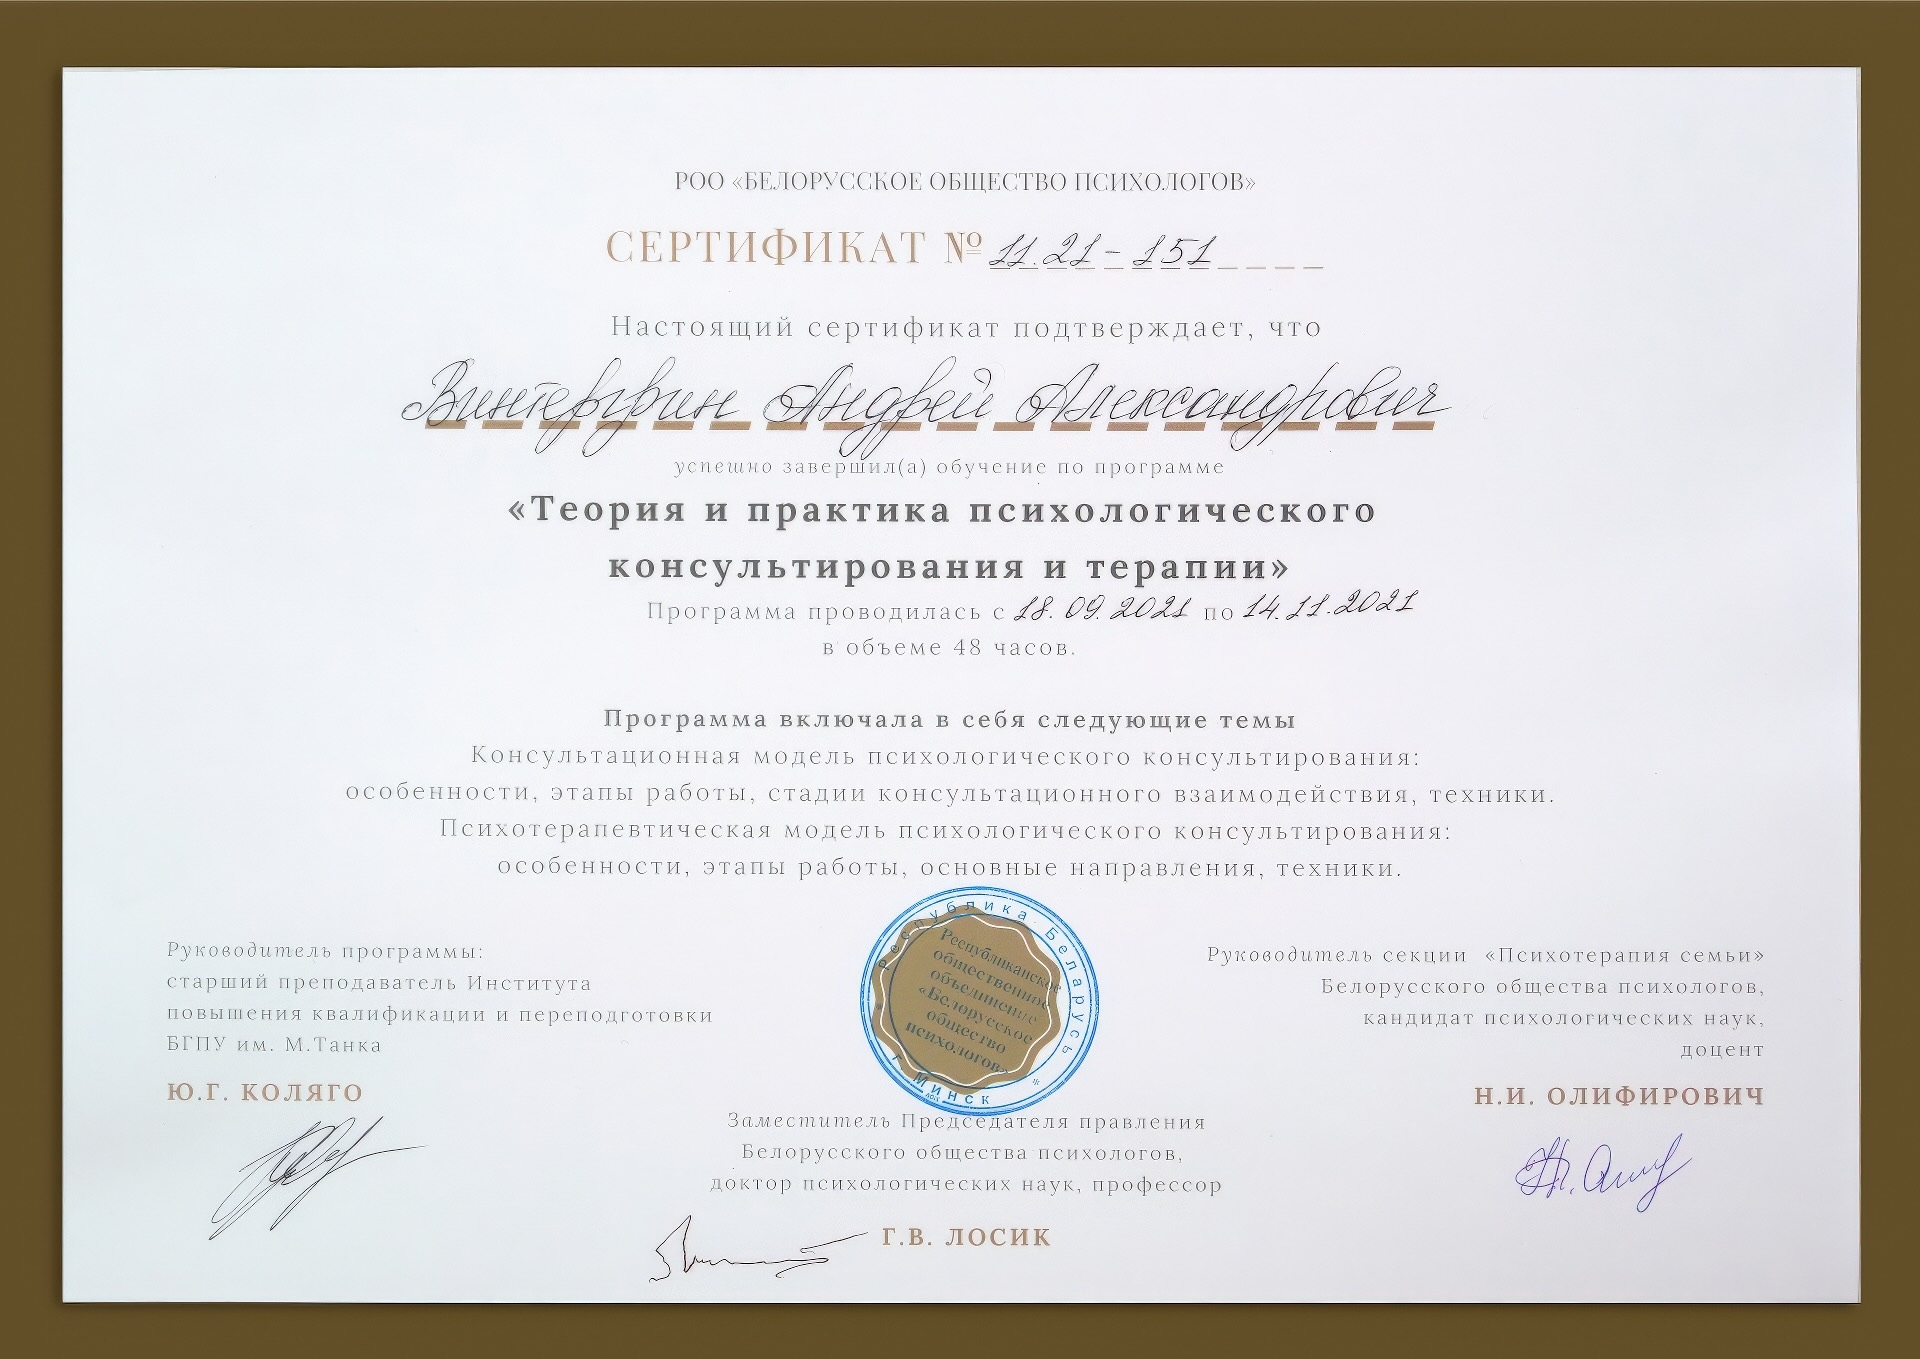 РОО «БЕЛОРУССКОЕ ОБЩЕСТВО ПСИХОЛОГОВ»
СЕРТИФИКАТ № 11.21-151
Настоящий сертификат подтверждает, что
Винтергрин Андрей Александрович
успешно завершил(а) обучение по программе
«Теория и практика психологического
консультирования и терапии»
Программа проводилась с 18.09.2021 по 14.11.2021
в объеме 48 часов.
Программа включала в себя следующие темы
Консультационная модель психологического консультирования:
особенности, этапы работы, стадии консультационного взаимодействия, техники.
Психотерапевтическая модель психологического консультирования:
особенности, этапы работы, основные направления, техники.
Руководитель программы:
старший преподаватель Института
повышения квалификации и переподготовки
БГПУ им. М.Танка
Ю.Г. КОЛЯГО
Республика Беларусь
Республиканское
общественное
объединение
«Белорусское
общество
психологов»
* г. Минск *
Заместитель Председателя правления
Белорусского общества психологов,
доктор психологических наук, профессор
Г.В. ЛОСИК
Руководитель секции «Психотерапия семьи»
Белорусского общества психологов,
кандидат психологических наук,
доцент
Н.И. ОЛИФИРОВИЧ